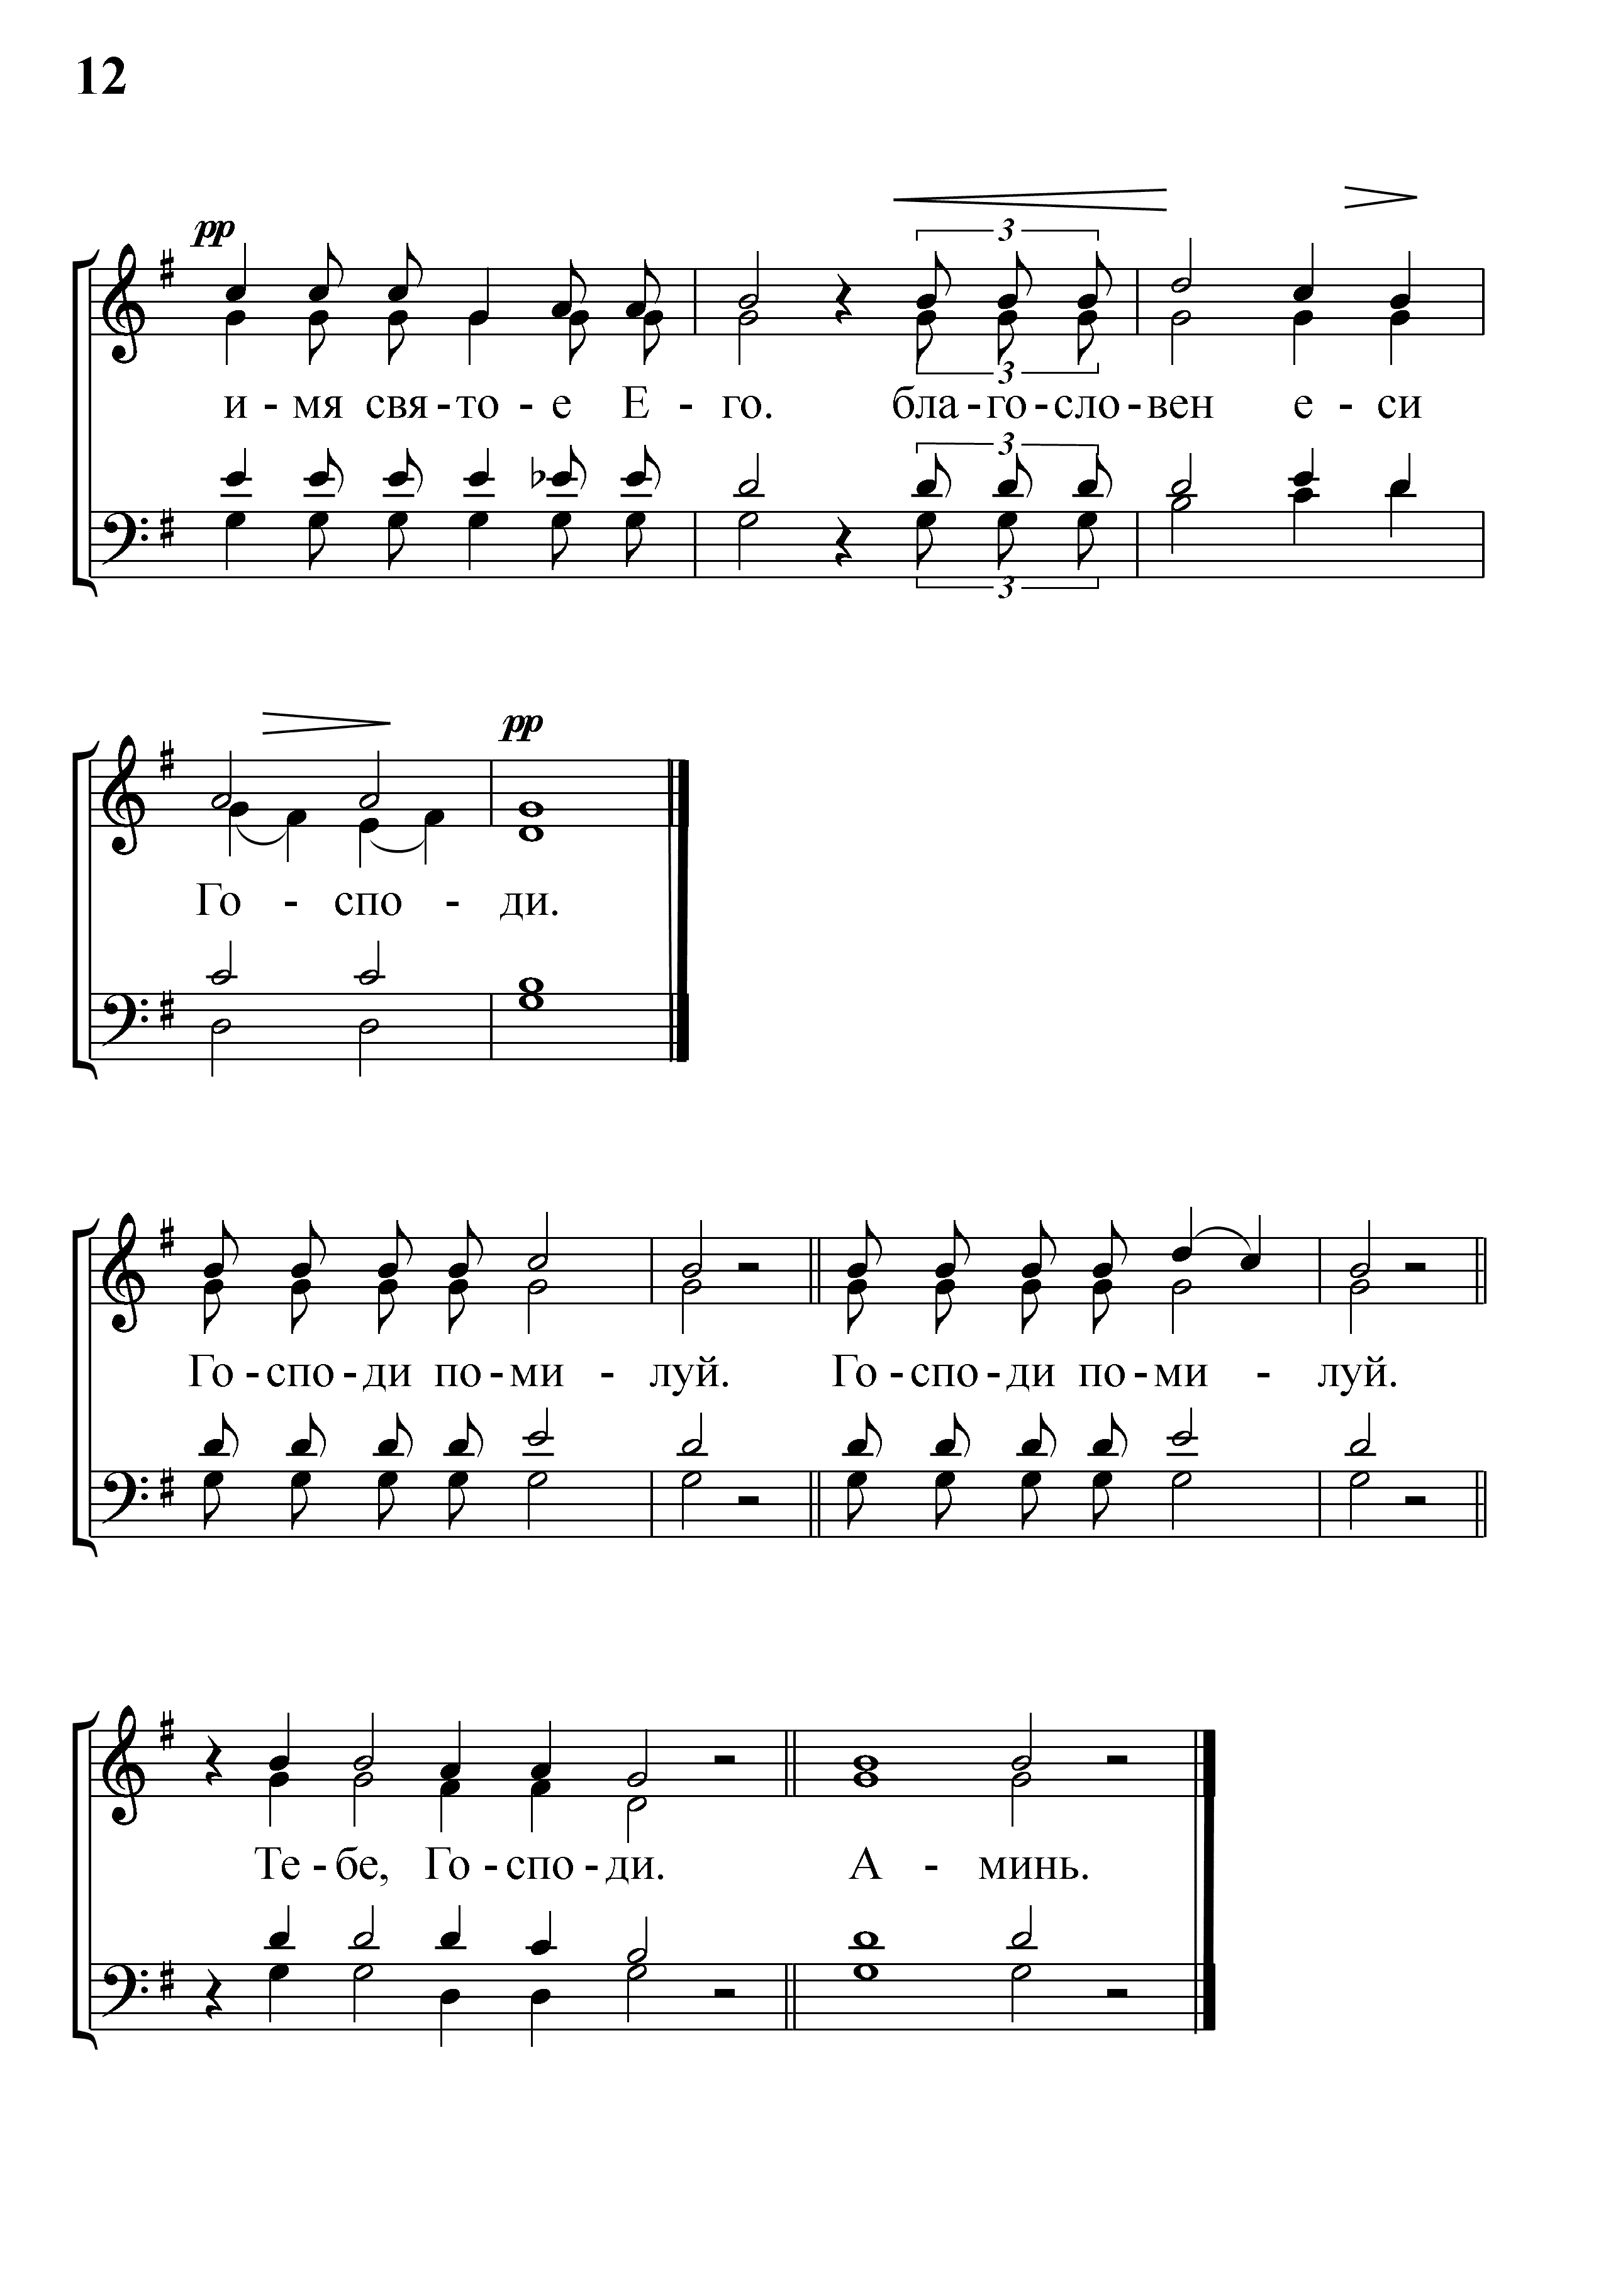 12
pp
3
3
и - мя свя - то - е Е - го. бла - го - сло - вен е - си
3
3
pp
Го - спо - ди.
Го - спо - ди по - ми - луй. Го - спо - ди по - ми - луй.
Те - бе, Го - спо - ди. А - минь.